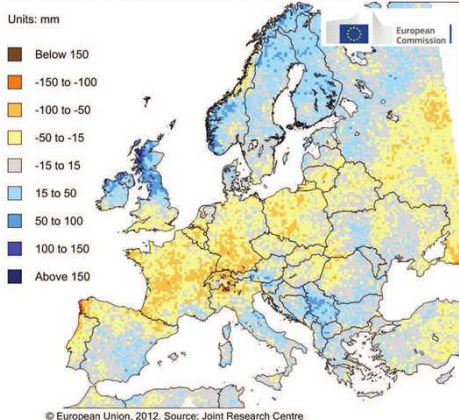 Units: mm
Below 150
-150 to -100
-100 to -50
-50 to -15
-15 to 15
15 to 50
50 to 100
100 to 150
Above 150
European
Commission
© European Union, 2012. Source: Joint Research Centre